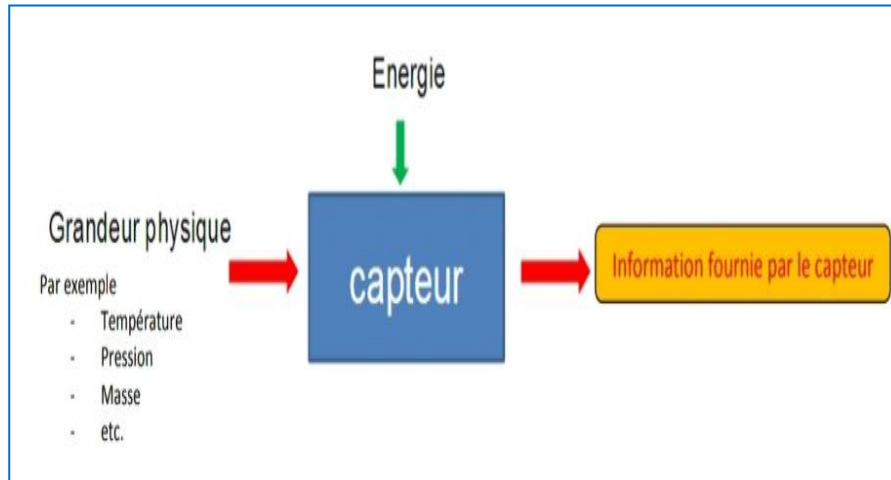 Energie
Grandeur physique
Par exemple
- Température
- Pression
- Masse
- etc.
capteur
Information fournie par le capteur